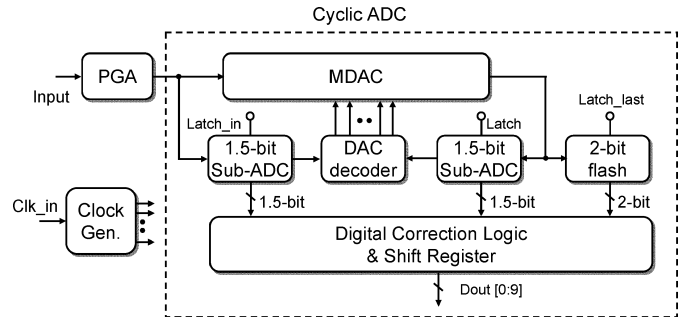 Cyclic ADC
PGA
MDAC
Input
Latch_in
Latch
Latch_last
1.5-bit
Sub-ADC
DAC
decoder
1.5-bit
Sub-ADC
2-bit
flash
Clk_in
Clock
Gen.
1.5-bit
1.5-bit
2-bit
Digital Correction Logic
& Shift Register
Dout [0:9]